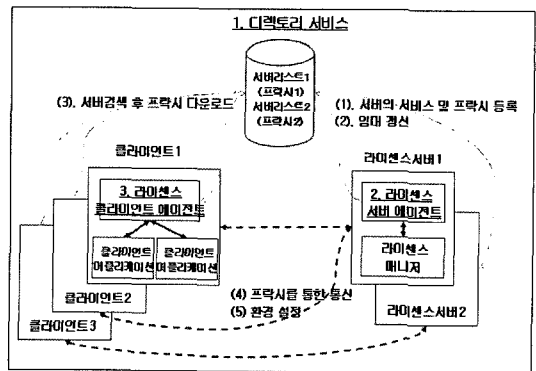 1. 디렉토리 서비스
서버리스트1
(프락시1)
서버리스트2
(프락시2)
(3). 서버검색 후 프락시 다운로드
(1). 서버의 서비스 및 프락시 등록
(2). 임대 갱신
클라이언트1
라이센스서버1
3. 라이센스
클라이언트 에이전트
2. 라이센스
서버 에이전트
클라이언트
어플리케이션
클라이언트
어플리케이션
라이센스
매니저
클라이언트2
(4) 프락시를 통한 통신
(5) 환경 설정
라이센스서버2
클라이언트3